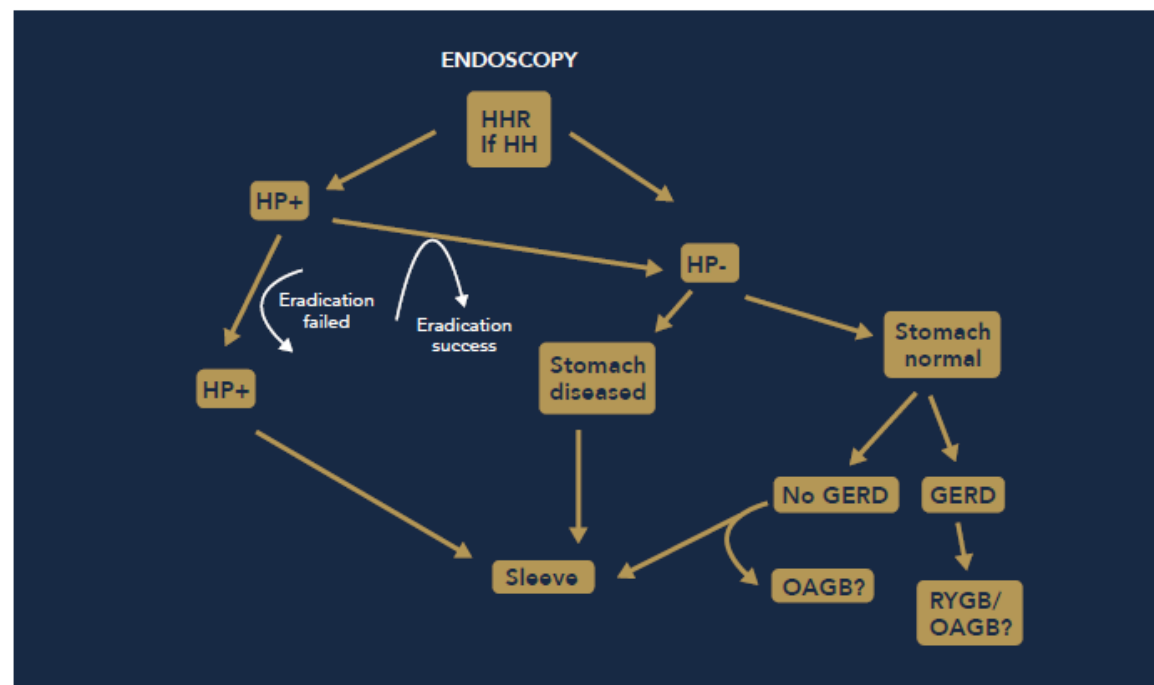 ENDOSCOPY
HHR
If HH
HP+
HP-
Eradication
failed
Eradication
success
Stomach
normal
Stomach
diseased
HP+
No GERD
GERD
Sleeve
OAGB?
RYGB/
OAGB?